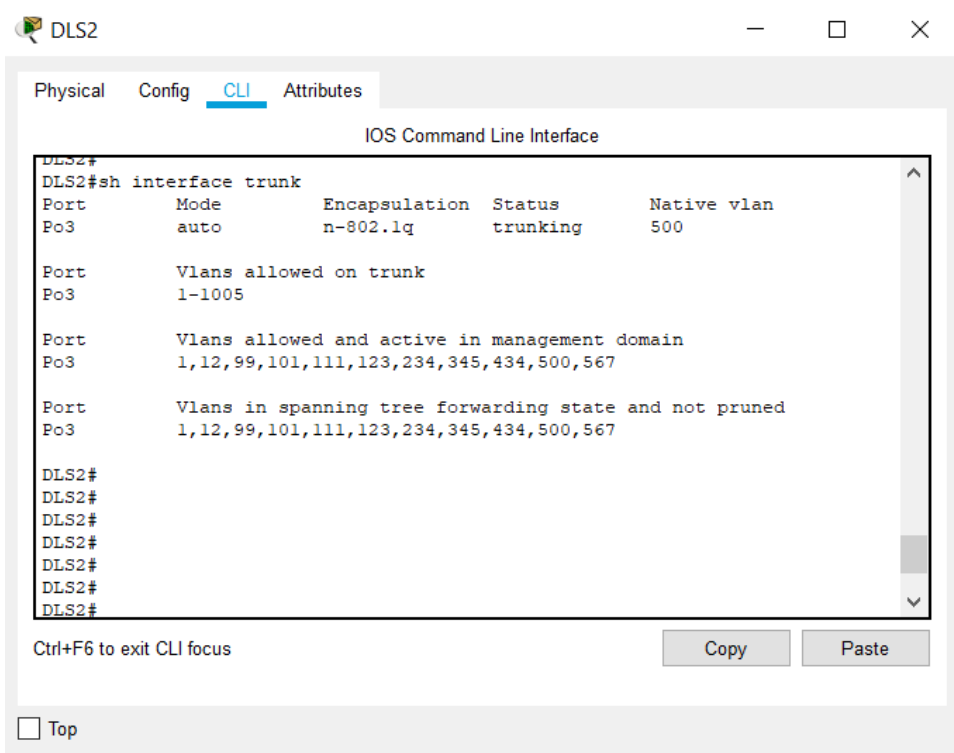 DLS2
Physical Config CLI Attributes
IOS Command Line Interface
DLS2#
DLS2#sh interface trunk
Port Mode Encapsulation Status Native vlan
Po3 auto n-802.1q trunking 500
Port Vlans allowed on trunk
Po3 1-1005
Port Vlans allowed and active in management domain
Po3 1,12,99,101,111,123,234,345,434,500,567
Port Vlans in spanning tree forwarding state and not pruned
Po3 1,12,99,101,111,123,234,345,434,500,567
DLS2#
DLS2#
DLS2#
DLS2#
DLS2#
DLS2#
DLS2#
Ctrl+F6 to exit CLI focus Copy Paste
Top